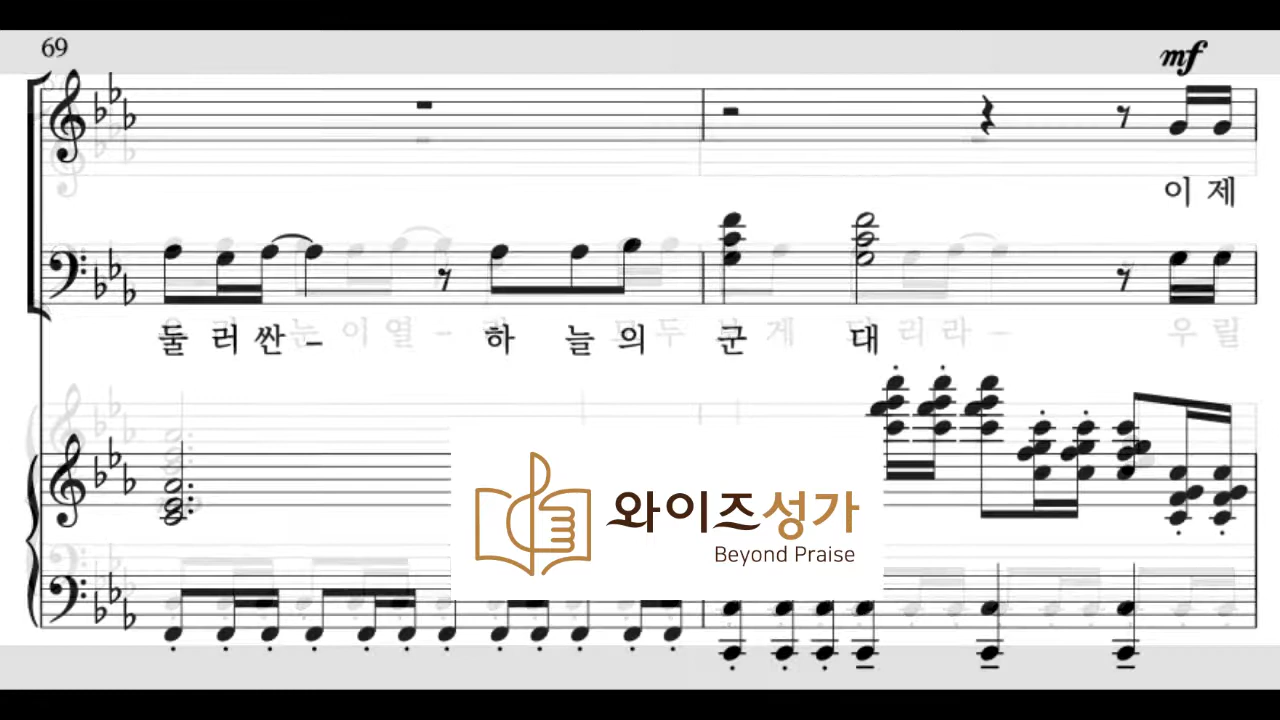 69
mf
이 제
둘 러 싼 - 하 늘 의 군 대
와이즈성가
Beyond Praise